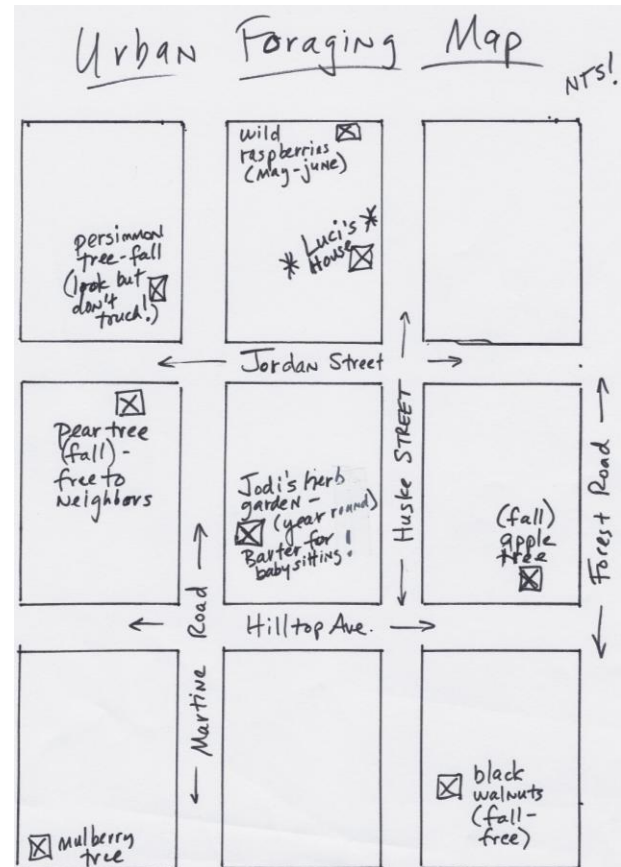 Urban Foraging Map
NTS!
wild
raspberries
(may-june)
persimmon
tree-fall
(look but
don't
touch!)
* Luci's *
House
Jordan Street
Pear tree
(fall) -
free to
neighbors
Jodi's herb
garden -
(year round)
Barter for
babysitting!
Huske STREET
(fall)
apple
tree
Forest Road
Martine Road
Hilltop Ave.
mulberry
tree
black
walnuts
(fall-
free)